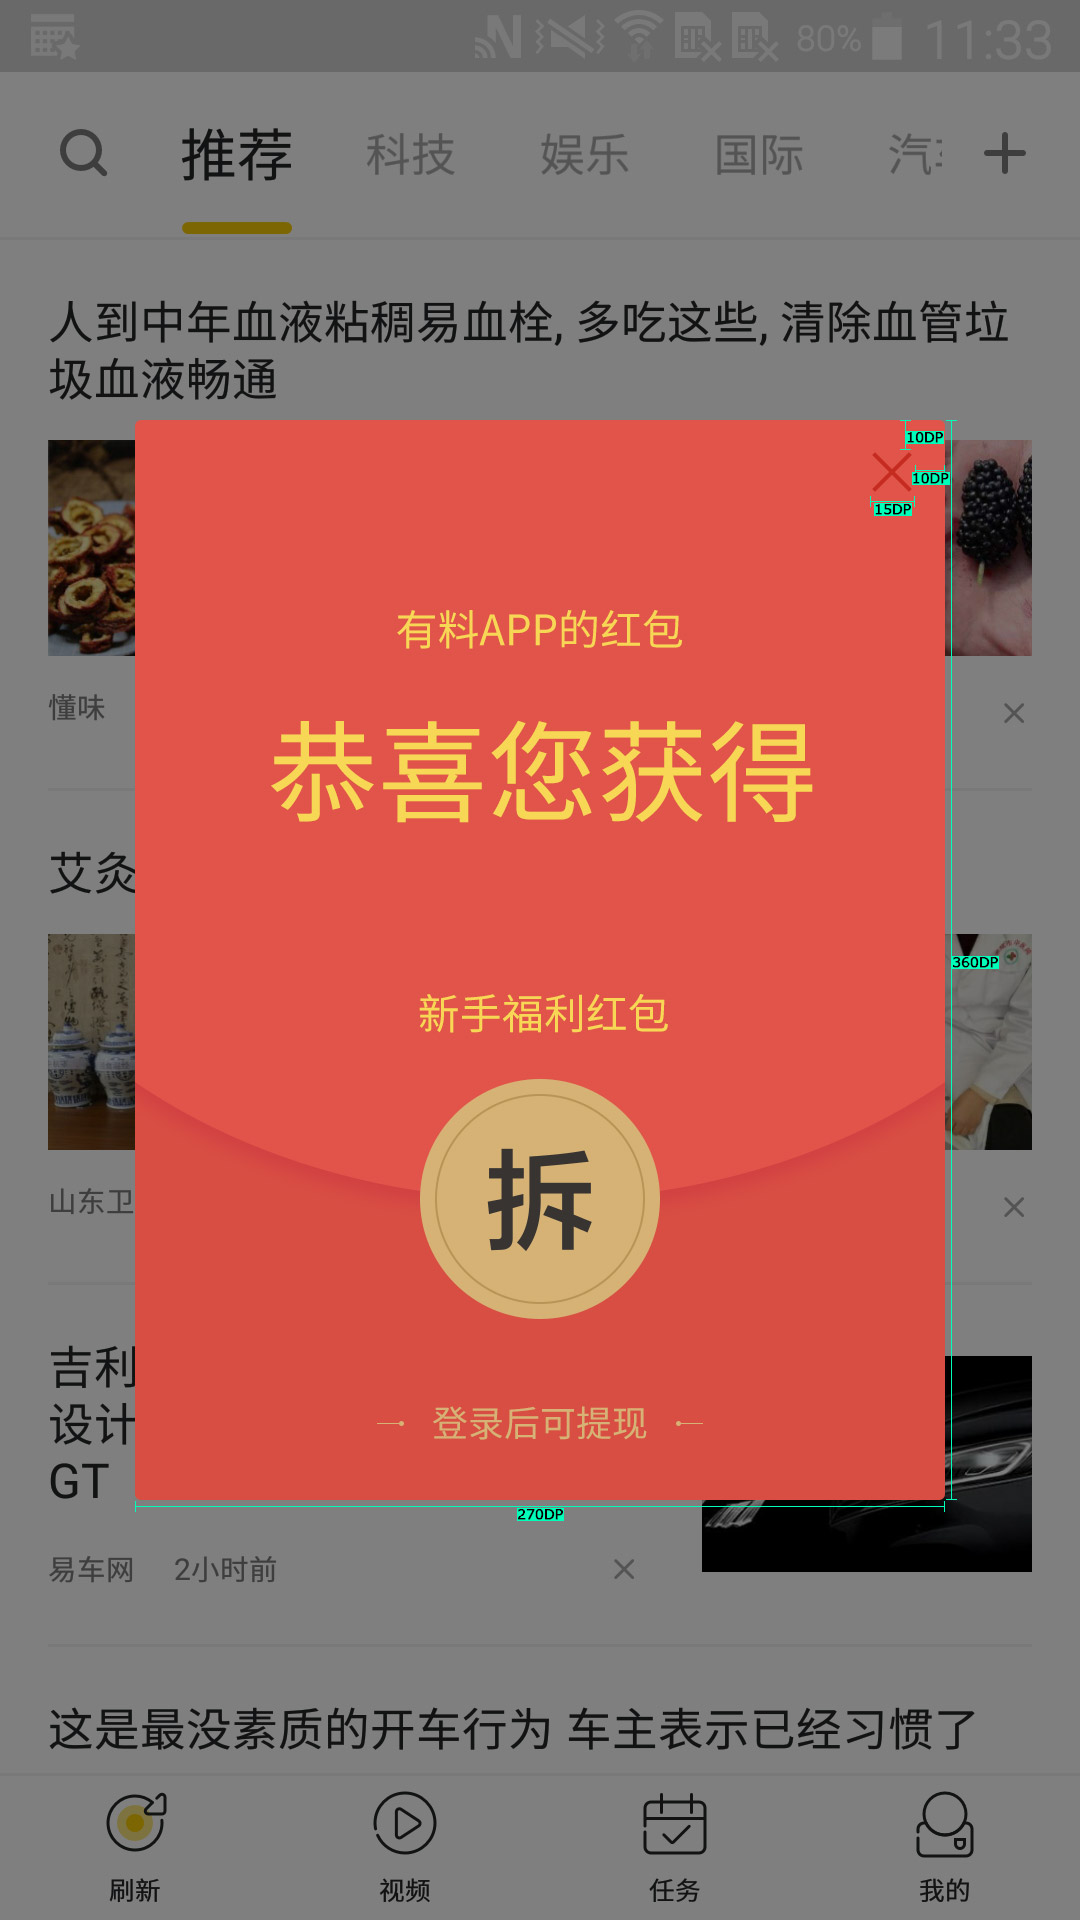 80% 11:33
推荐 科技 娱乐 国际
人到中年血液粘稠易血栓, 多吃这些, 清除血管垃
圾血液畅通
10DP
10DP
15DP
有料APP的红包
懂味
恭喜您获得
艾灸
360DP
新手福利红包
拆
山东卫
吉利
设计
GT
登录后可提现
270DP
易车网 2小时前
这是最没素质的开车行为 车主表示已经习惯了
刷新 视频 任务 我的